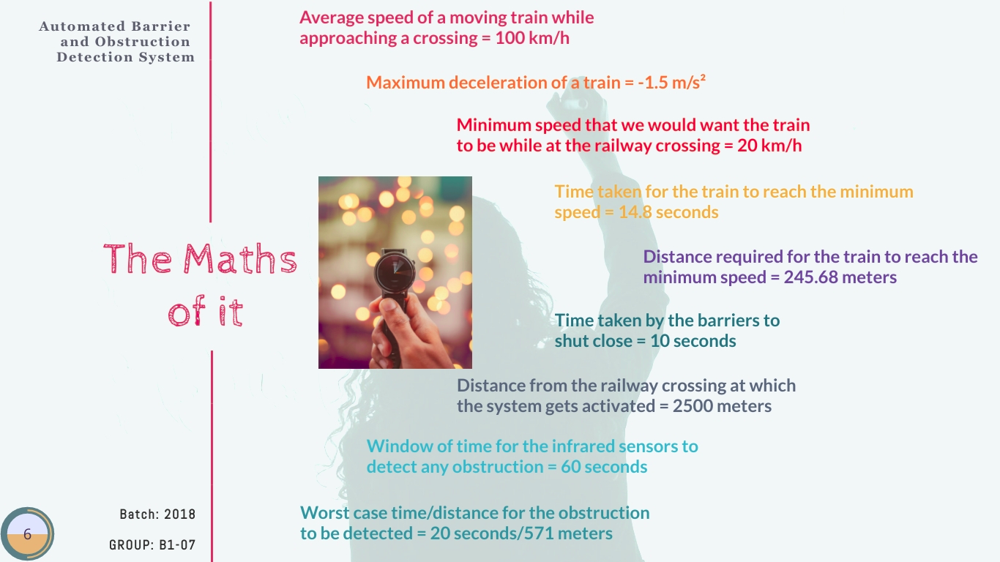 Automated Barrier
and Obstruction
Detection System
Average speed of a moving train while
approaching a crossing = 100 km/h
Maximum deceleration of a train = -1.5 m/s²
Minimum speed that we would want the train
to be while at the railway crossing = 20 km/h
Time taken for the train to reach the minimum
speed = 14.8 seconds
Distance required for the train to reach the
minimum speed = 245.68 meters
The Maths
of it
Time taken by the barriers to
shut close = 10 seconds
Distance from the railway crossing at which
the system gets activated = 2500 meters
Window of time for the infrared sensors to
detect any obstruction = 60 seconds
Worst case time/distance for the obstruction
to be detected = 20 seconds/571 meters
Batch: 2018
GROUP: B1-07
6